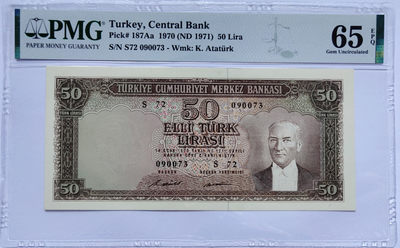 PMG
PAPER MONEY GUARANTY
Turkey, Central Bank
Pick# 187Aa 1970 (ND 1971) 50 Lira
S/N S72 090073 - Wmk: K. Atatürk
65 EPQ
Gem Uncirculated
50 TÜRKİYE CUMHURİYET MERKEZ BANKASI 50
S 72 50 090073
ELLİ TÜRK
LİRASI
090073 S 72
50 50